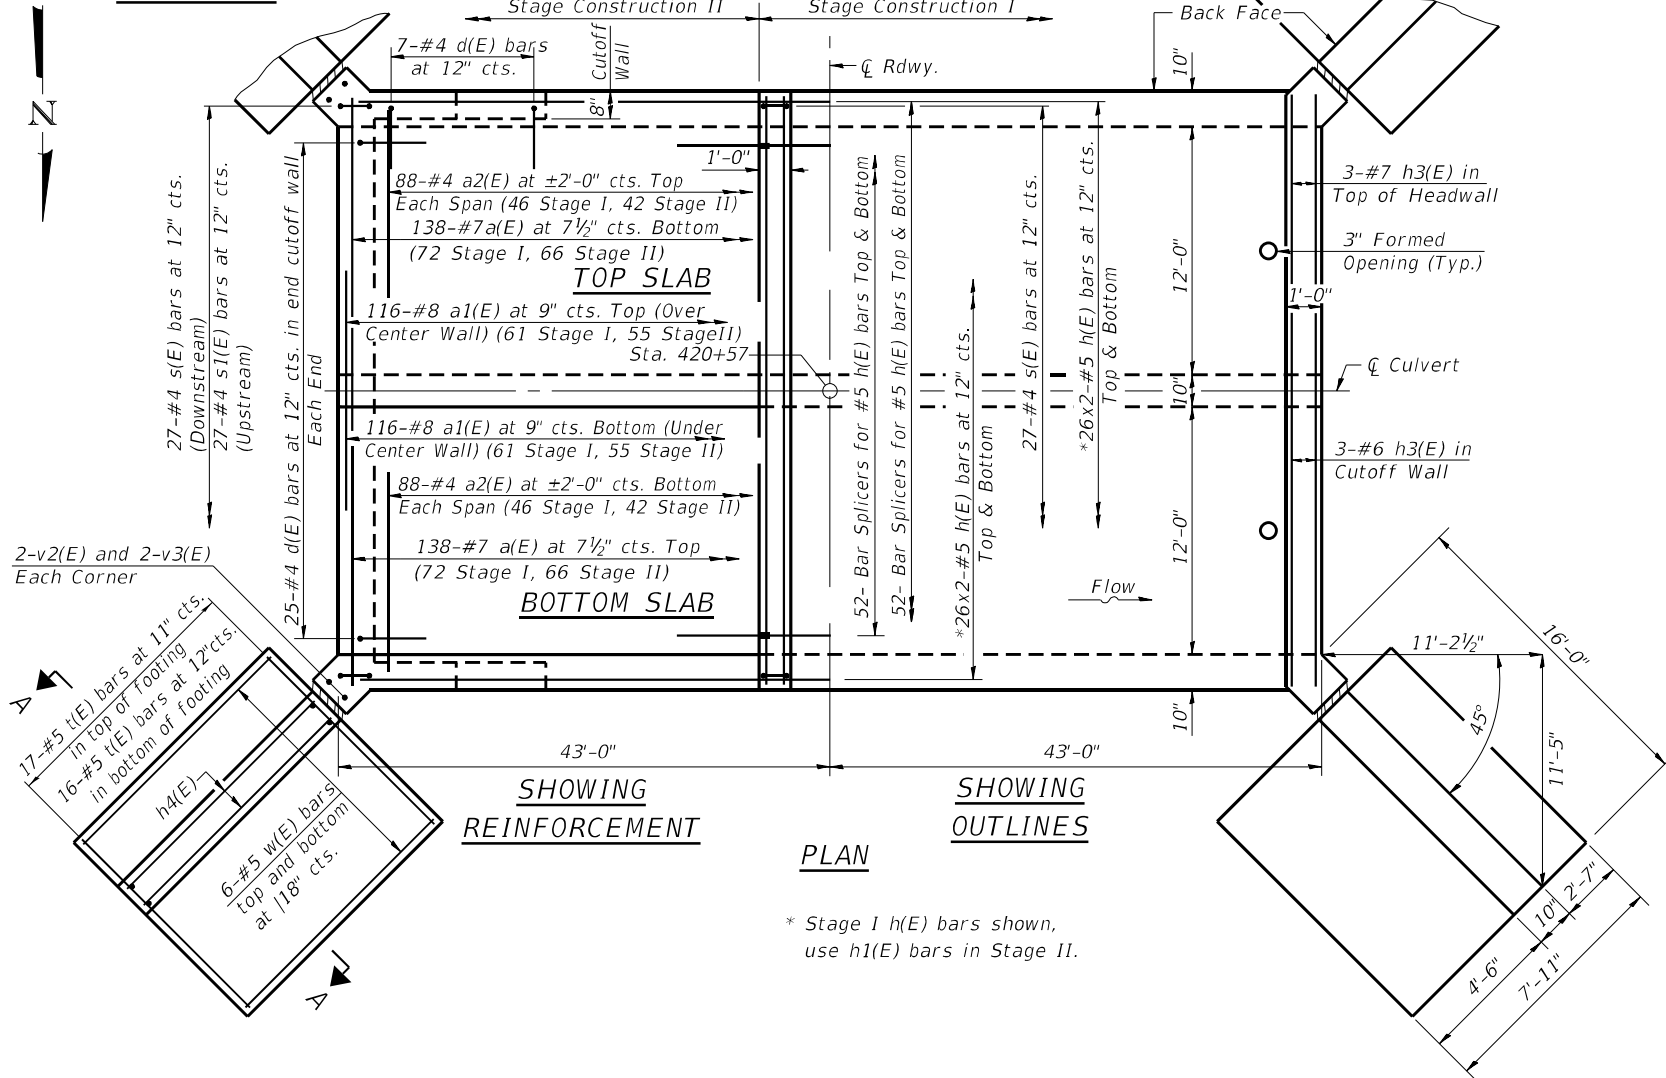 Stage Construction II
Stage Construction I
Back Face
7-#4 d(E) bars
at 12" cts.
Cutoff
Wall
8"
℄ Rdwy.
10"
N
1'-0"
88-#4 a2(E) at ±2'-0" cts. Top
Each Span (46 Stage I, 42 Stage II)
138-#7a(E) at 7½" cts. Bottom
(72 Stage I, 66 Stage II)
TOP SLAB
116-#8 a1(E) at 9" cts. Top (Over
Center Wall) (61 Stage I, 55 StageII)
Sta. 420+57
116-#8 a1(E) at 9" cts. Bottom (Under
Center Wall) (61 Stage I, 55 Stage II)
88-#4 a2(E) at ±2'-0" cts. Bottom
Each Span (46 Stage I, 42 Stage II)
138-#7 a(E) at 7½" cts. Top
(72 Stage I, 66 Stage II)
BOTTOM SLAB
27-#4 s(E) bars at 12" cts.
(Downstream)
27-#4 s1(E) bars at 12" cts.
(Upstream)
25-#4 d(E) bars at 12" cts. in end cutoff wall
Each End
52- Bar Splicers for #5 h(E) bars Top & Bottom
52- Bar Splicers for #5 h(E) bars Top & Bottom
*26x2-#5 h(E) bars at 12" cts.
Top & Bottom
27-#4 s(E) bars at 12" cts.
*26x2-#5 h(E) bars at 12" cts.
Top & Bottom
12'-0"
10"
12'-0"
10"
3-#7 h3(E) in
Top of Headwall
3" Formed
Opening (Typ.)
1'-0"
℄ Culvert
3-#6 h3(E) in
Cutoff Wall
Flow
2-v2(E) and 2-v3(E)
Each Corner
17-#5 t(E) bars at 11" cts.
in top of footing
16-#5 t(E) bars at 12"cts.
in bottom of footing
h4(E)
6-#5 w(E) bars
top and bottom
at |18" cts.
A
A
43'-0"
43'-0"
SHOWING
REINFORCEMENT
SHOWING
OUTLINES
PLAN
11'-2½"
16'-0"
45°
11'-5"
2'-7"
10"
4'-6"
7'-11"
* Stage I h(E) bars shown,
use h1(E) bars in Stage II.